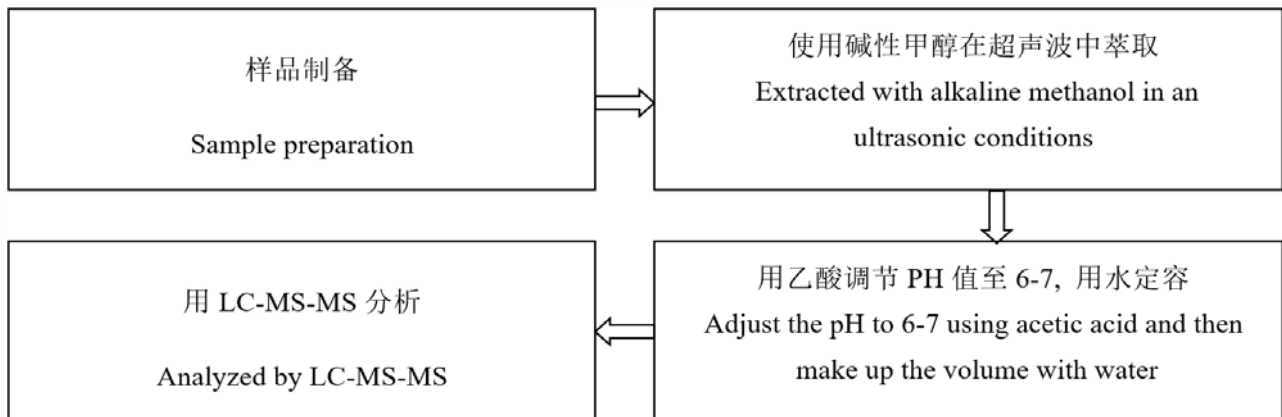 样品制备
Sample preparation
使用碱性甲醇在超声波中萃取
Extracted with alkaline methanol in an
ultrasonic conditions
用乙酸调节 PH 值至 6-7, 用水定容
Adjust the pH to 6-7 using acetic acid and then
make up the volume with water
用 LC-MS-MS 分析
Analyzed by LC-MS-MS